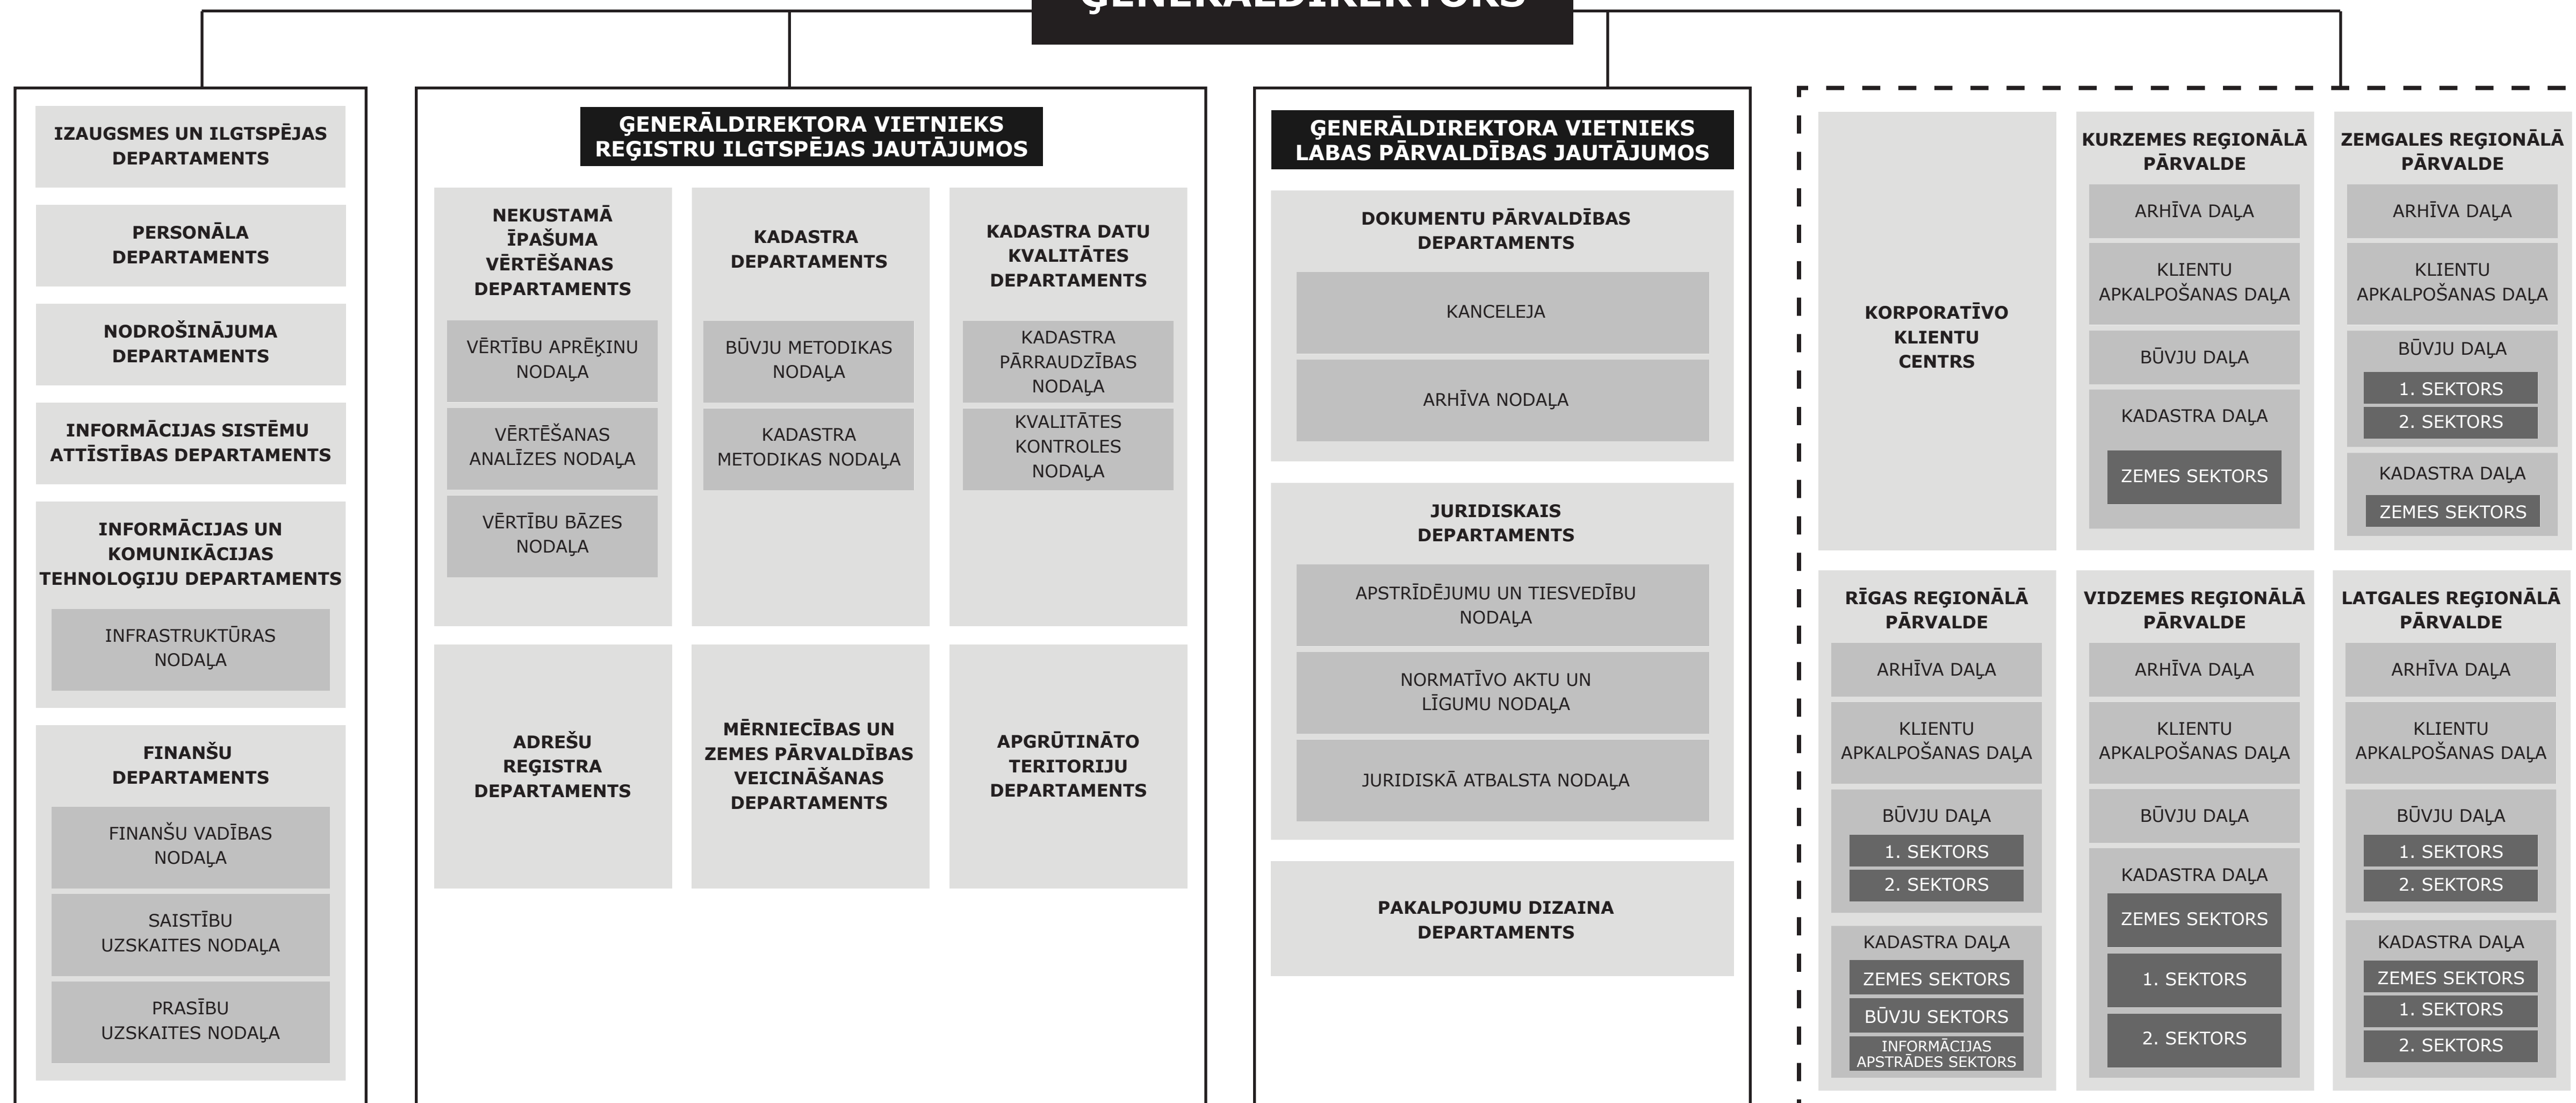 ĢENERĀLDIREKTORS
IZAUGSMES UN ILGTSPĒJAS
DEPARTAMENTS
PERSONĀLA
DEPARTAMENTS
NODROŠINĀJUMA
DEPARTAMENTS
INFORMĀCIJAS SISTĒMU
ATTĪSTĪBAS DEPARTAMENTS
INFORMĀCIJAS UN
KOMUNIKĀCIJAS
TEHNOLOĢIJU DEPARTAMENTS
INFRASTRUKTŪRAS
NODAĻA
FINANŠU
DEPARTAMENTS
FINANŠU VADĪBAS
NODAĻA
SAISTĪBU
UZSKAITES NODAĻA
PRASĪBU
UZSKAITES NODAĻA
ĢENERĀLDIREKTORA VIETNIEKS
REĢISTRU ILGTSPĒJAS JAUTĀJUMOS
NEKUSTAMĀ
ĪPAŠUMA
VĒRTĒŠANAS
DEPARTAMENTS
VĒRTĪBU APRĒĶINU
NODAĻA
VĒRTĒŠANAS
ANALĪZES NODAĻA
VĒRTĪBU BĀZES
NODAĻA
KADASTRA
DEPARTAMENTS
BŪVJU METODIKAS
NODAĻA
KADASTRA
METODIKAS NODAĻA
KADASTRA DATU
KVALITĀTES
DEPARTAMENTS
KADASTRA
PĀRRAUDZĪBAS
NODAĻA
KVALITĀTES
KONTROLES
NODAĻA
ADREŠU
REĢISTRA
DEPARTAMENTS
MĒRNIECĪBAS UN
ZEMES PĀRVALDĪBAS
VEICINĀŠANAS
DEPARTAMENTS
APGRŪTINĀTO
TERITORIJU
DEPARTAMENTS
ĢENERĀLDIREKTORA VIETNIEKS
LABAS PĀRVALDĪBAS JAUTĀJUMOS
DOKUMENTU PĀRVALDĪBAS
DEPARTAMENTS
KANCELEJA
ARHĪVA NODAĻA
JURIDISKAIS
DEPARTAMENTS
APSTRĪDĒJUMU UN TIESVEDĪBU
NODAĻA
NORMATĪVO AKTU UN
LĪGUMU NODAĻA
JURIDISKĀ ATBALSTA NODAĻA
PAKALPOJUMU DIZAINA
DEPARTAMENTS
KORPORATĪVO
KLIENTU
CENTRS
KURZEMES REĢIONĀLĀ
PĀRVALDE
ARHĪVA DAĻA
KLIENTU
APKALPOŠANAS DAĻA
BŪVJU DAĻA
KADASTRA DAĻA
ZEMES SEKTORS
ZEMGALES REĢIONĀLĀ
PĀRVALDE
ARHĪVA DAĻA
KLIENTU
APKALPOŠANAS DAĻA
BŪVJU DAĻA
1. SEKTORS
2. SEKTORS
KADASTRA DAĻA
ZEMES SEKTORS
RĪGAS REĢIONĀLĀ
PĀRVALDE
ARHĪVA DAĻA
KLIENTU
APKALPOŠANAS DAĻA
BŪVJU DAĻA
1. SEKTORS
2. SEKTORS
KADASTRA DAĻA
ZEMES SEKTORS
BŪVJU SEKTORS
INFORMĀCIJAS
APSTRĀDES SEKTORS
VIDZEMES REĢIONĀLĀ
PĀRVALDE
ARHĪVA DAĻA
KLIENTU
APKALPOŠANAS DAĻA
BŪVJU DAĻA
KADASTRA DAĻA
ZEMES SEKTORS
1. SEKTORS
2. SEKTORS
LATGALES REĢIONĀLĀ
PĀRVALDE
ARHĪVA DAĻA
KLIENTU
APKALPOŠANAS DAĻA
BŪVJU DAĻA
1. SEKTORS
2. SEKTORS
KADASTRA DAĻA
ZEMES SEKTORS
1. SEKTORS
2. SEKTORS